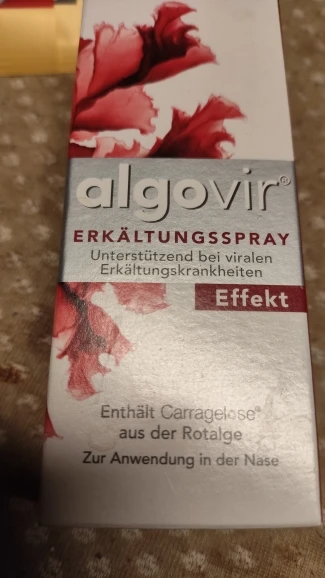 algovir®
ERKÄLTUNGSSPRAY
Unterstützend bei viralen
Erkältungskrankheiten
Effekt
Enthält Carragelose®
aus der Rotalge
Zur Anwendung in der Nase